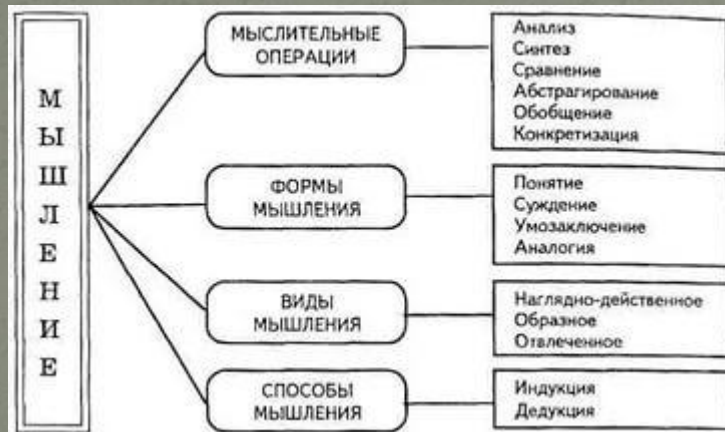 МЫШЛЕНИЕ
МЫСЛИТЕЛЬНЫЕ
ОПЕРАЦИИ
Анализ
Синтез
Сравнение
Абстрагирование
Обобщение
Конкретизация
ФОРМЫ
МЫШЛЕНИЯ
Понятие
Суждение
Умозаключение
Аналогия
ВИДЫ
МЫШЛЕНИЯ
Наглядно-действенное
Образное
Отвлеченное
СПОСОБЫ
МЫШЛЕНИЯ
Индукция
Дедукция